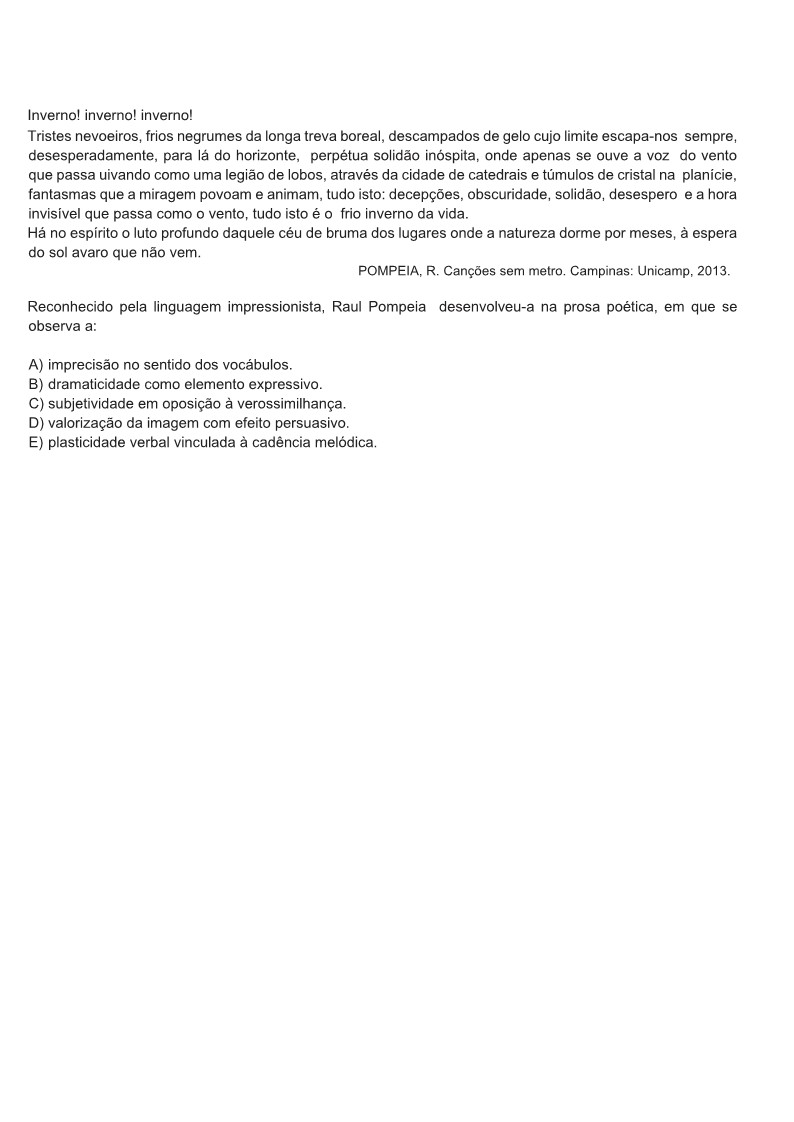 Inverno! inverno! inverno!
Tristes nevoeiros, frios negrumes da longa treva boreal, descampados de gelo cujo limite escapa-nos sempre,
desesperadamente, para lá do horizonte, perpétua solidão inóspita, onde apenas se ouve a voz do vento
que passa uivando como uma legião de lobos, através da cidade de catedrais e túmulos de cristal na planície,
fantasmas que a miragem povoam e animam, tudo isto: decepções, obscuridade, solidão, desespero e a hora
invisível que passa como o vento, tudo isto é o frio inverno da vida.
Há no espírito o luto profundo daquele céu de bruma dos lugares onde a natureza dorme por meses, à espera
do sol avaro que não vem.
POMPEIA, R. Canções sem metro. Campinas: Unicamp, 2013.
Reconhecido pela linguagem impressionista, Raul Pompeia desenvolveu-a na prosa poética, em que se
observa a:
A) imprecisão no sentido dos vocábulos.
B) dramaticidade como elemento expressivo.
C) subjetividade em oposição à verossimilhança.
D) valorização da imagem com efeito persuasivo.
E) plasticidade verbal vinculada à cadência melódica.